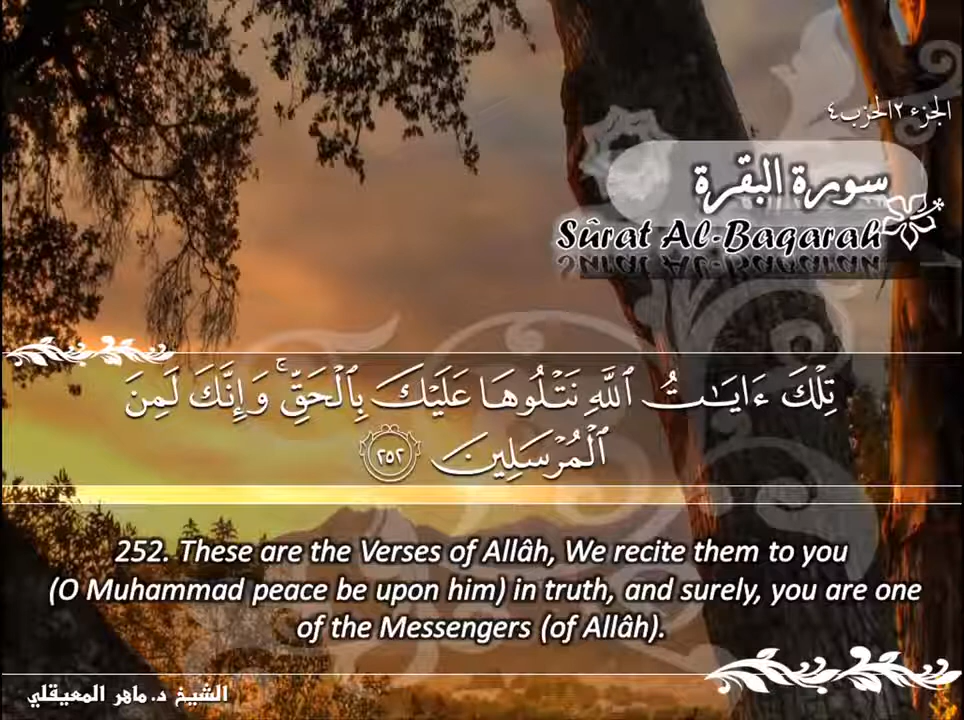 الجزء ٢ الحزب ٤
سورة البقرة
Sûrat Al-Baqarah
تِلْكَ ءَايَـٰتُ ٱللَّهِ نَتْلُوهَا عَلَيْكَ بِٱلْحَقِّ ۚ وَإِنَّكَ لَمِنَ
ٱلْمُرْسَلِينَ ٢٥٢
252. These are the Verses of Allâh, We recite them to you
(O Muhammad peace be upon him) in truth, and surely, you are one
of the Messengers (of Allâh).
الشيخ د. ماهر المعيقلي